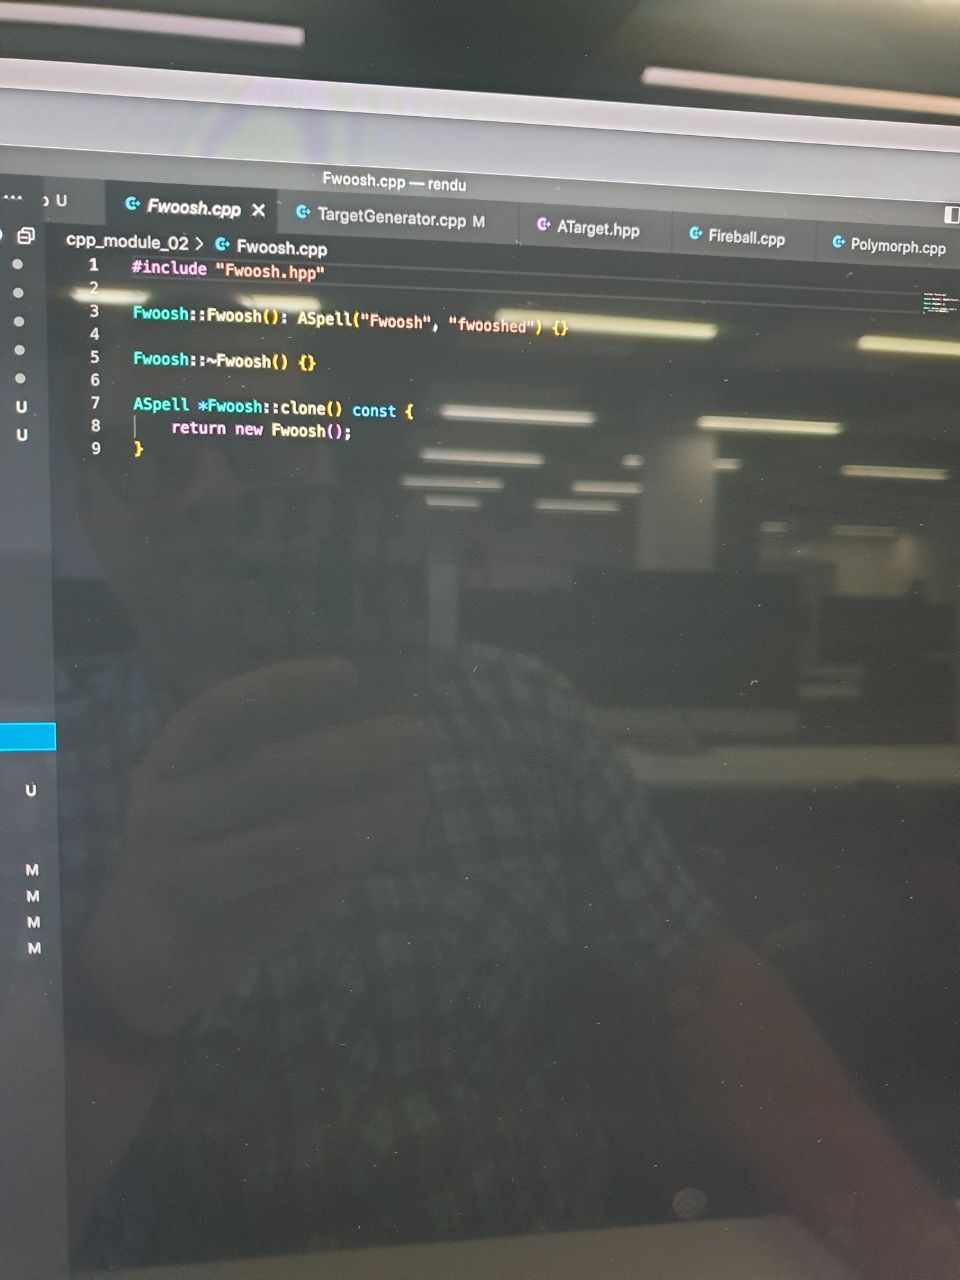 Fwoosh.cpp — rendu
... U Fwoosh.cpp × TargetGenerator.cpp M ATarget.hpp Fireball.cpp Polymorph.cpp
cpp_module_02 > Fwoosh.cpp
1 #include "Fwoosh.hpp"
2
3 Fwoosh::Fwoosh(): ASpell("Fwoosh", "fwooshed") {}
4
5 Fwoosh::~Fwoosh() {}
6
7 ASpell *Fwoosh::clone() const {
8 return new Fwoosh();
9 }
U
U
U
M
M
M
M